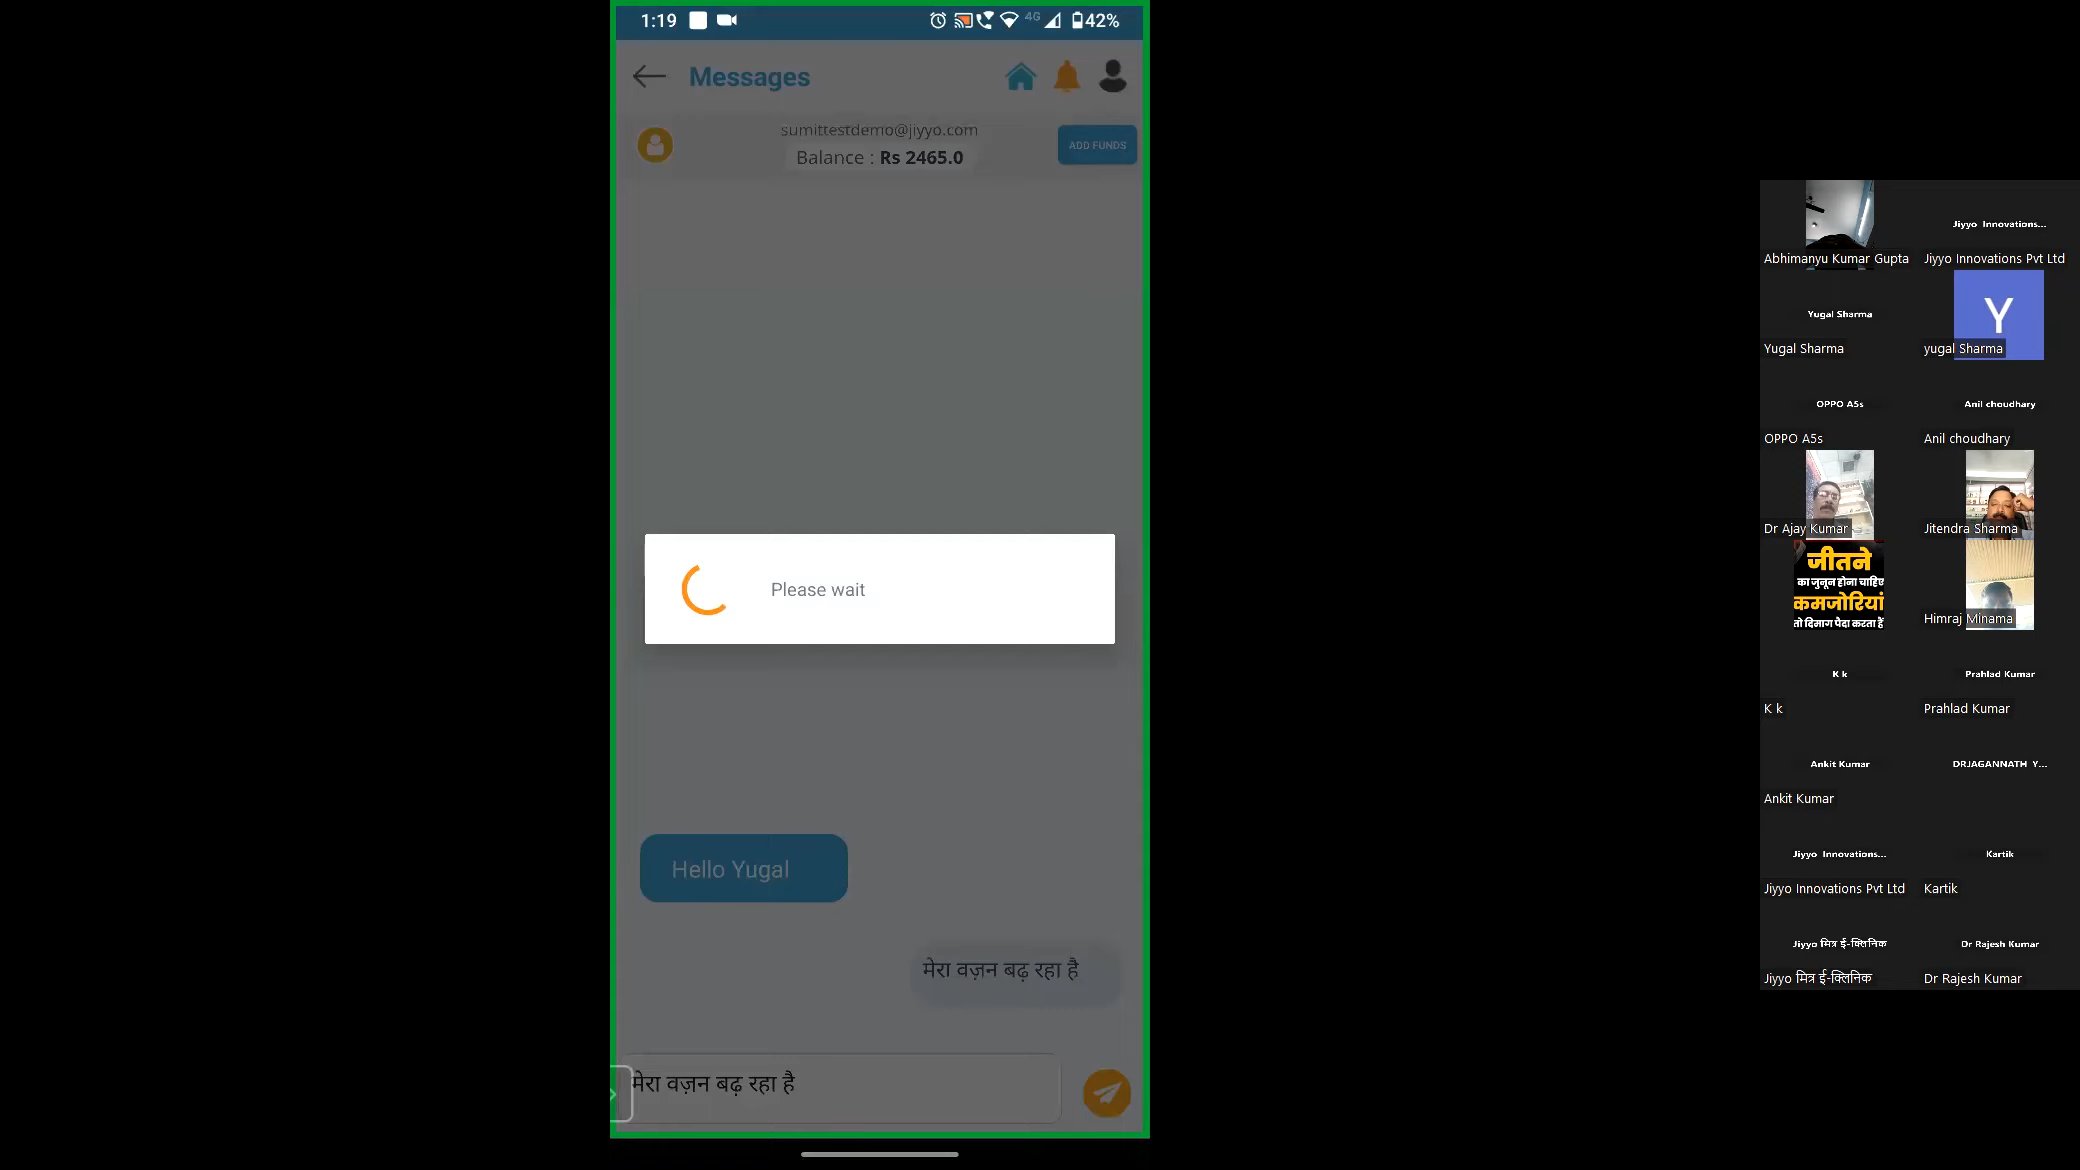 1:19
4G
42%
Messages
sumittestdemo@jiyyo.com
Balance : Rs 2465.0
ADD FUNDS
Please wait
Hello Yugal
मेरा वज़न बढ़ रहा है
मेरा वज़न बढ़ रहा है
Jiyyo Innovations...
Abhimanyu Kumar Gupta
Jiyyo Innovations Pvt Ltd
Yugal Sharma
Y
Yugal Sharma
yugal Sharma
OPPO A5s
Anil choudhary
OPPO A5s
Anil choudhary
Dr Ajay Kumar
Jitendra Sharma
जीतने
का जुनून होना चाहिए
कमजोरियां
तो दिमाग पैदा करता हैं
Himraj Minama
K k
Prahlad Kumar
K k
Prahlad Kumar
Ankit Kumar
DRJAGANNATH Y...
Ankit Kumar
Jiyyo Innovations...
Kartik
Jiyyo Innovations Pvt Ltd
Kartik
Jiyyo मित्र ई-क्लिनिक
Dr Rajesh Kumar
Jiyyo मित्र ई-क्लिनिक
Dr Rajesh Kumar